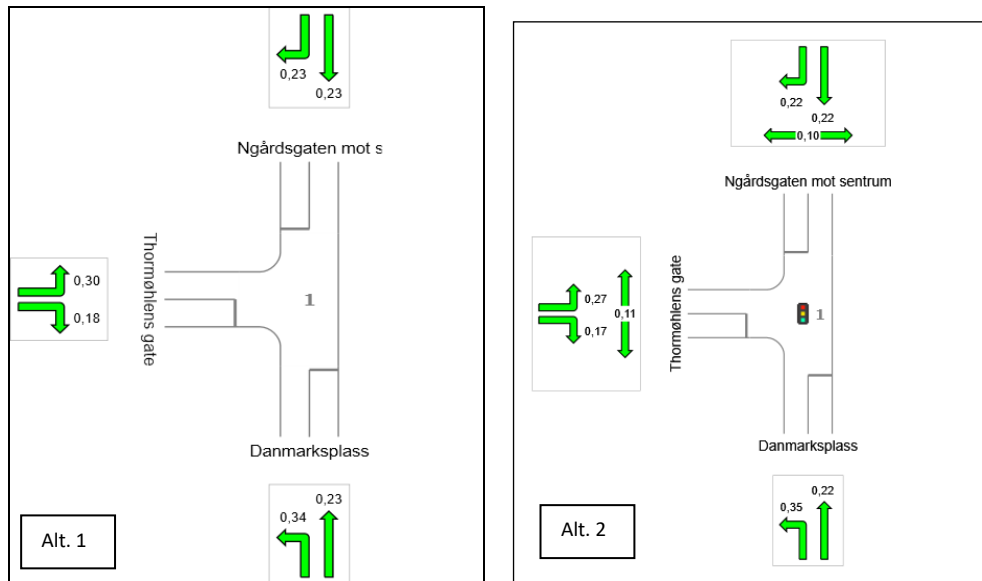 0,23
0,23
Ngårdsgaten mot s
Thormøhlens gate
0,30
0,18
1
Danmarksplass
0,34
0,23
Alt. 1
0,22
0,22
0,10
Ngårdsgaten mot sentrum
Thormøhlens gate
0,27
0,17
0,11
1
Danmarksplass
0,35
0,22
Alt. 2